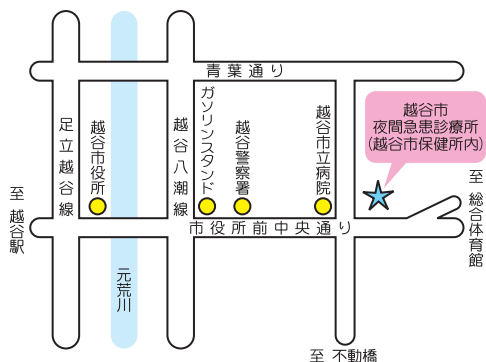 青葉通り
越谷市
夜間急患診療所
(越谷市保健所内)
足立越谷線
越谷市役所
越谷八潮線
ガソリンスタンド
越谷警察署
越谷市立病院
至 越谷駅
至 総合体育館
市役所前中央通り
元荒川
至 不動橋